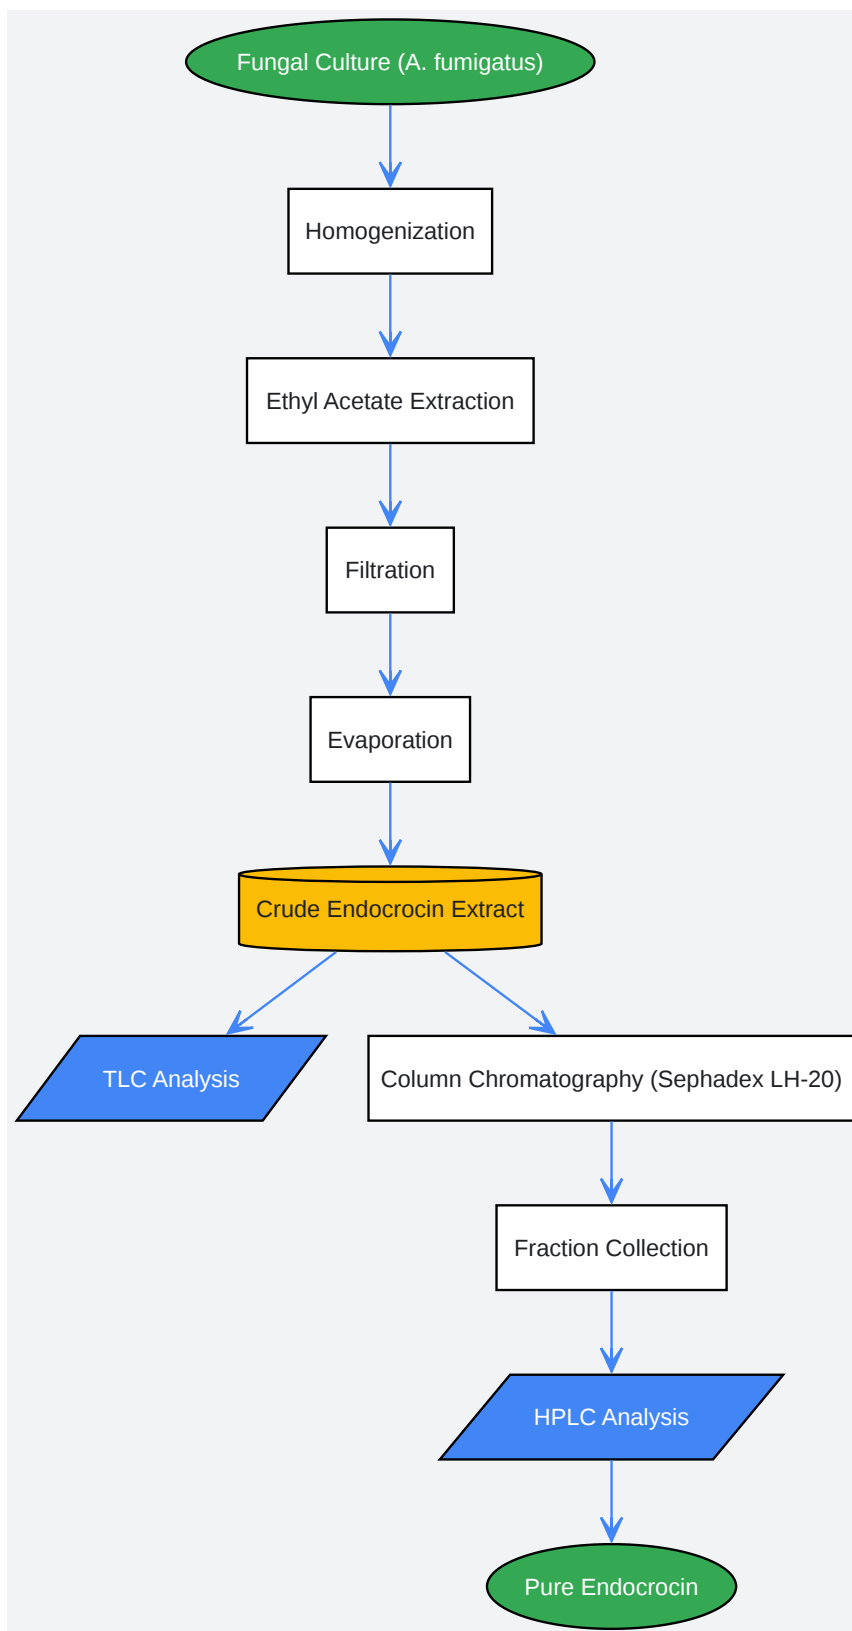 Fungal Culture (A. fumigatus)
Homogenization
Ethyl Acetate Extraction
Filtration
Evaporation
Crude Endocrocin Extract
TLC Analysis
Column Chromatography (Sephadex LH-20)
Fraction Collection
HPLC Analysis
Pure Endocrocin